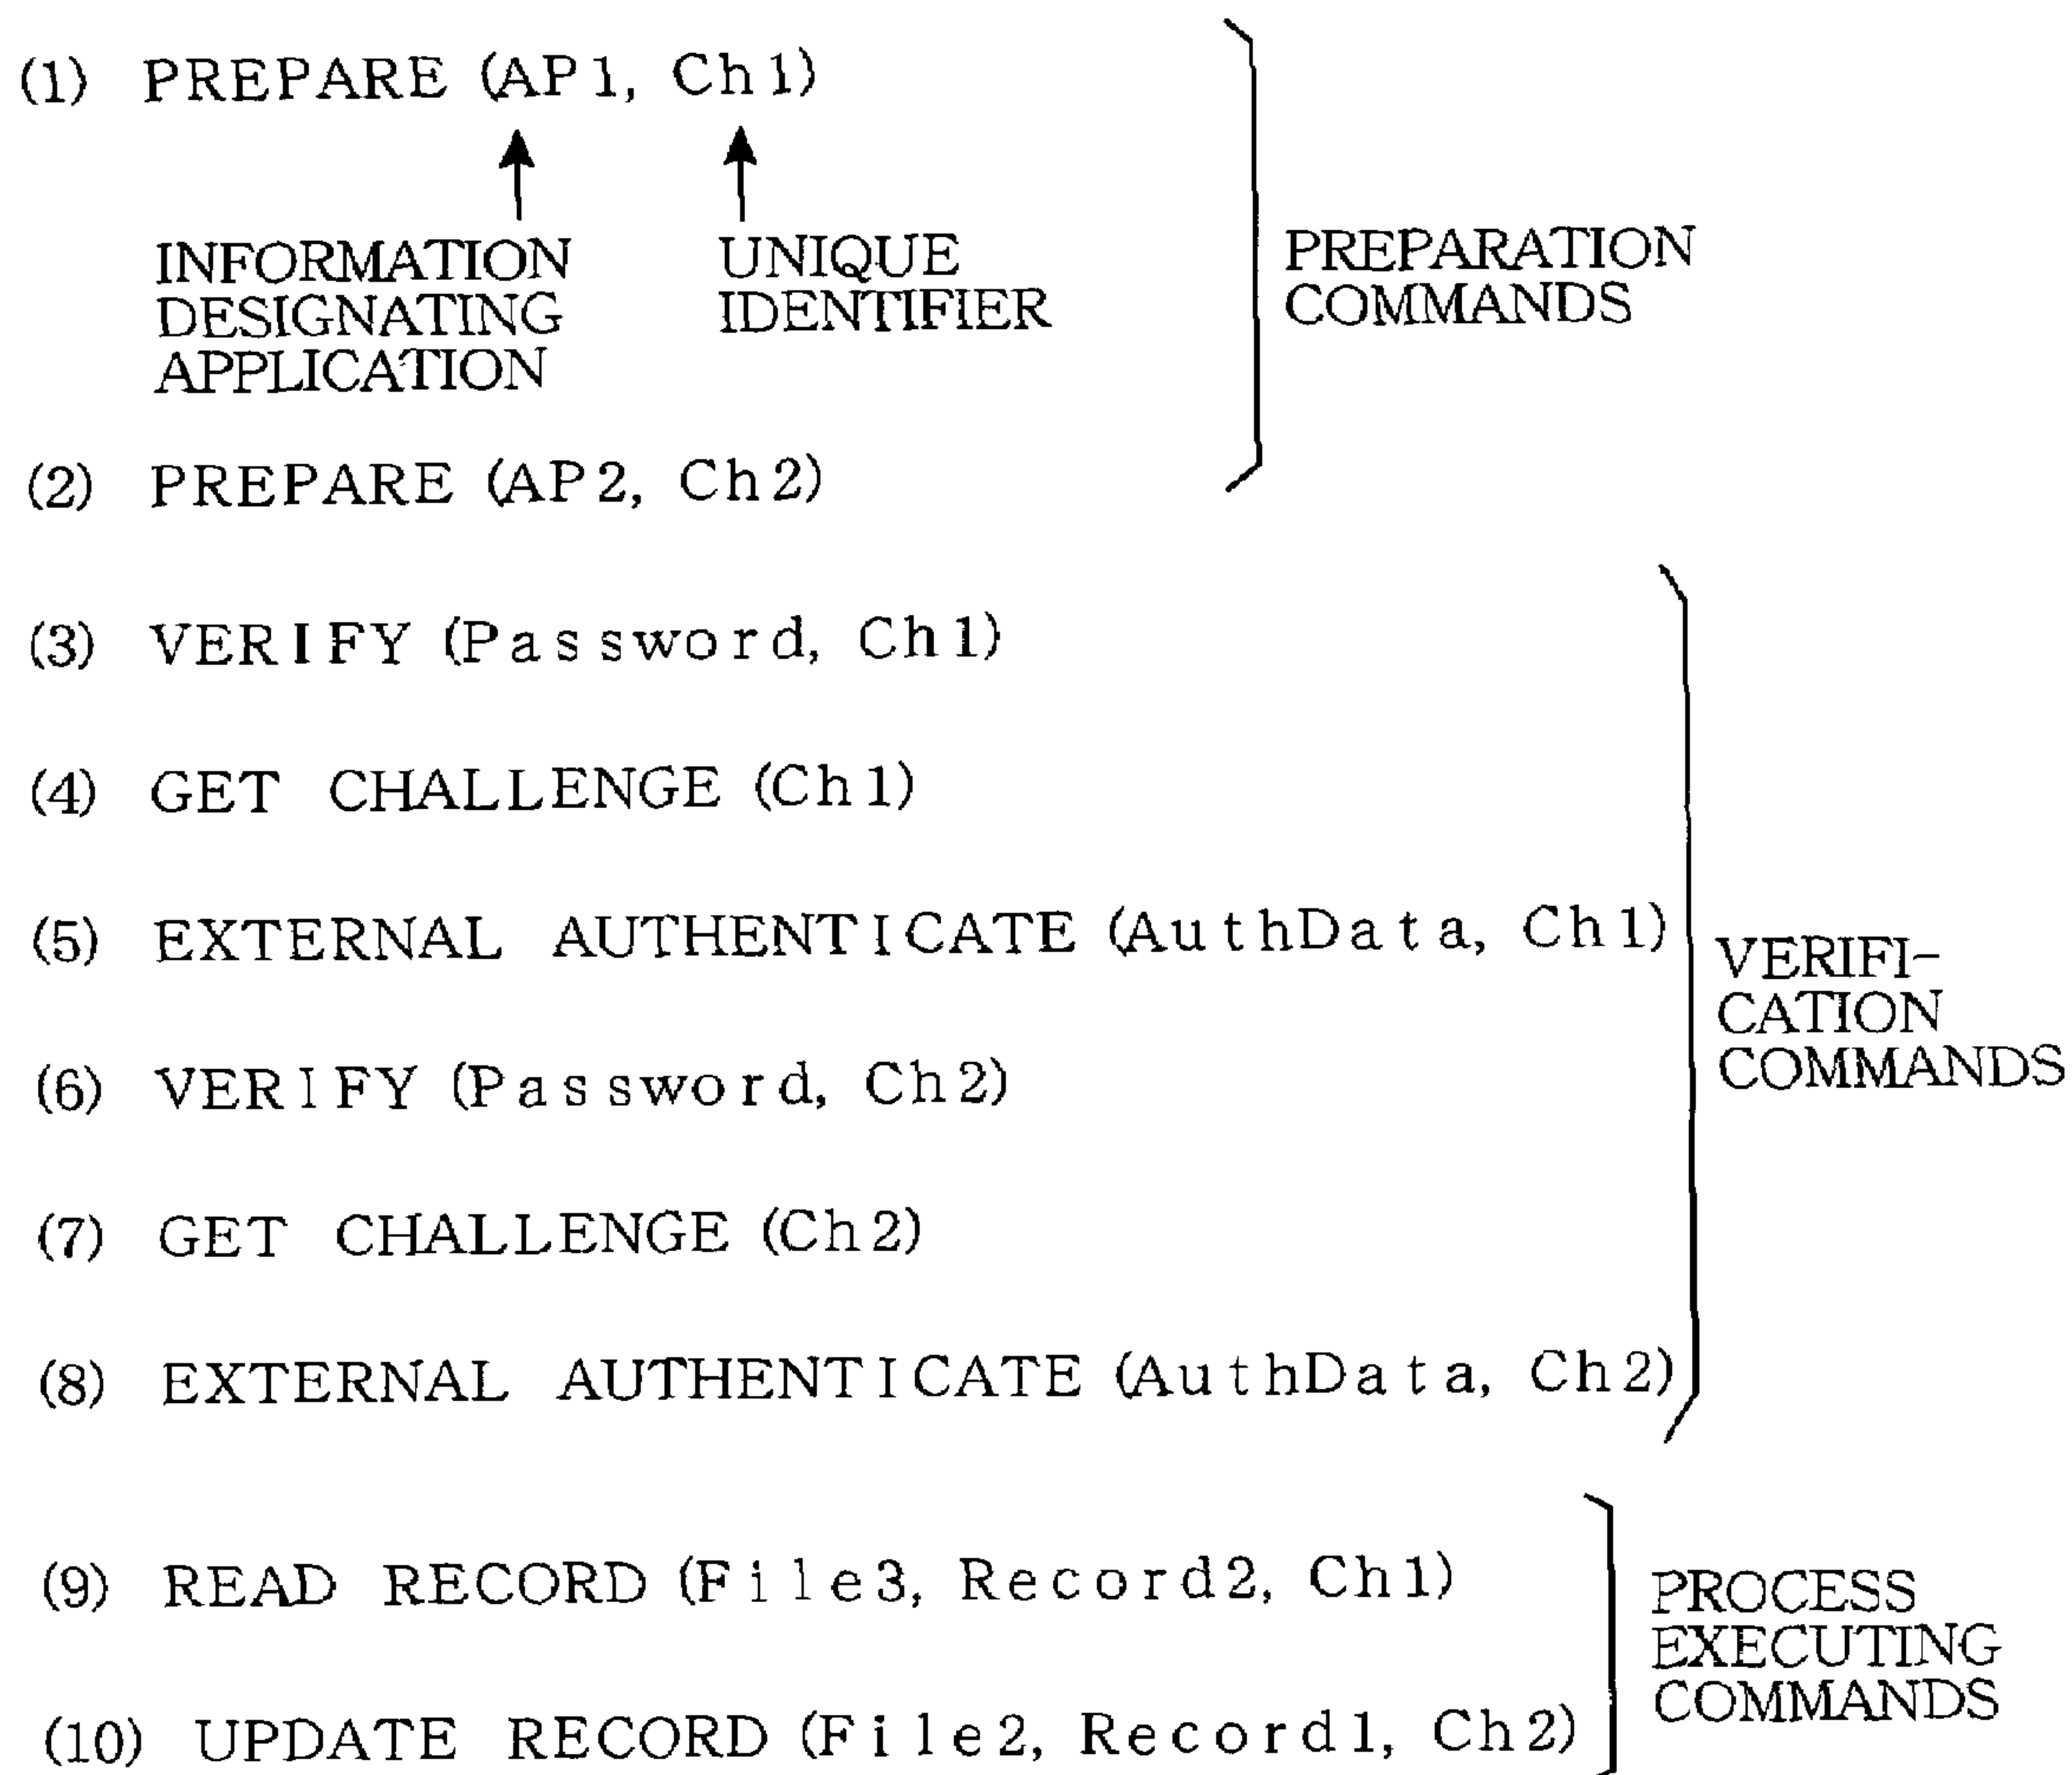 (1) PREPARE (AP1, Ch1)
INFORMATION
DESIGNATING
APPLICATION
UNIQUE
IDENTIFIER
PREPARATION
COMMANDS
(2) PREPARE (AP2, Ch2)
(3) VERIFY (Password, Ch1)
(4) GET CHALLENGE (Ch1)
(5) EXTERNAL AUTHENTICATE (AuthData, Ch1)
VERIFI-
CATION
COMMANDS
(6) VERIFY (Password, Ch2)
(7) GET CHALLENGE (Ch2)
(8) EXTERNAL AUTHENTICATE (AuthData, Ch2)
(9) READ RECORD (File3, Record2, Ch1)
PROCESS
EXECUTING
COMMANDS
(10) UPDATE RECORD (File2, Record1, Ch2)